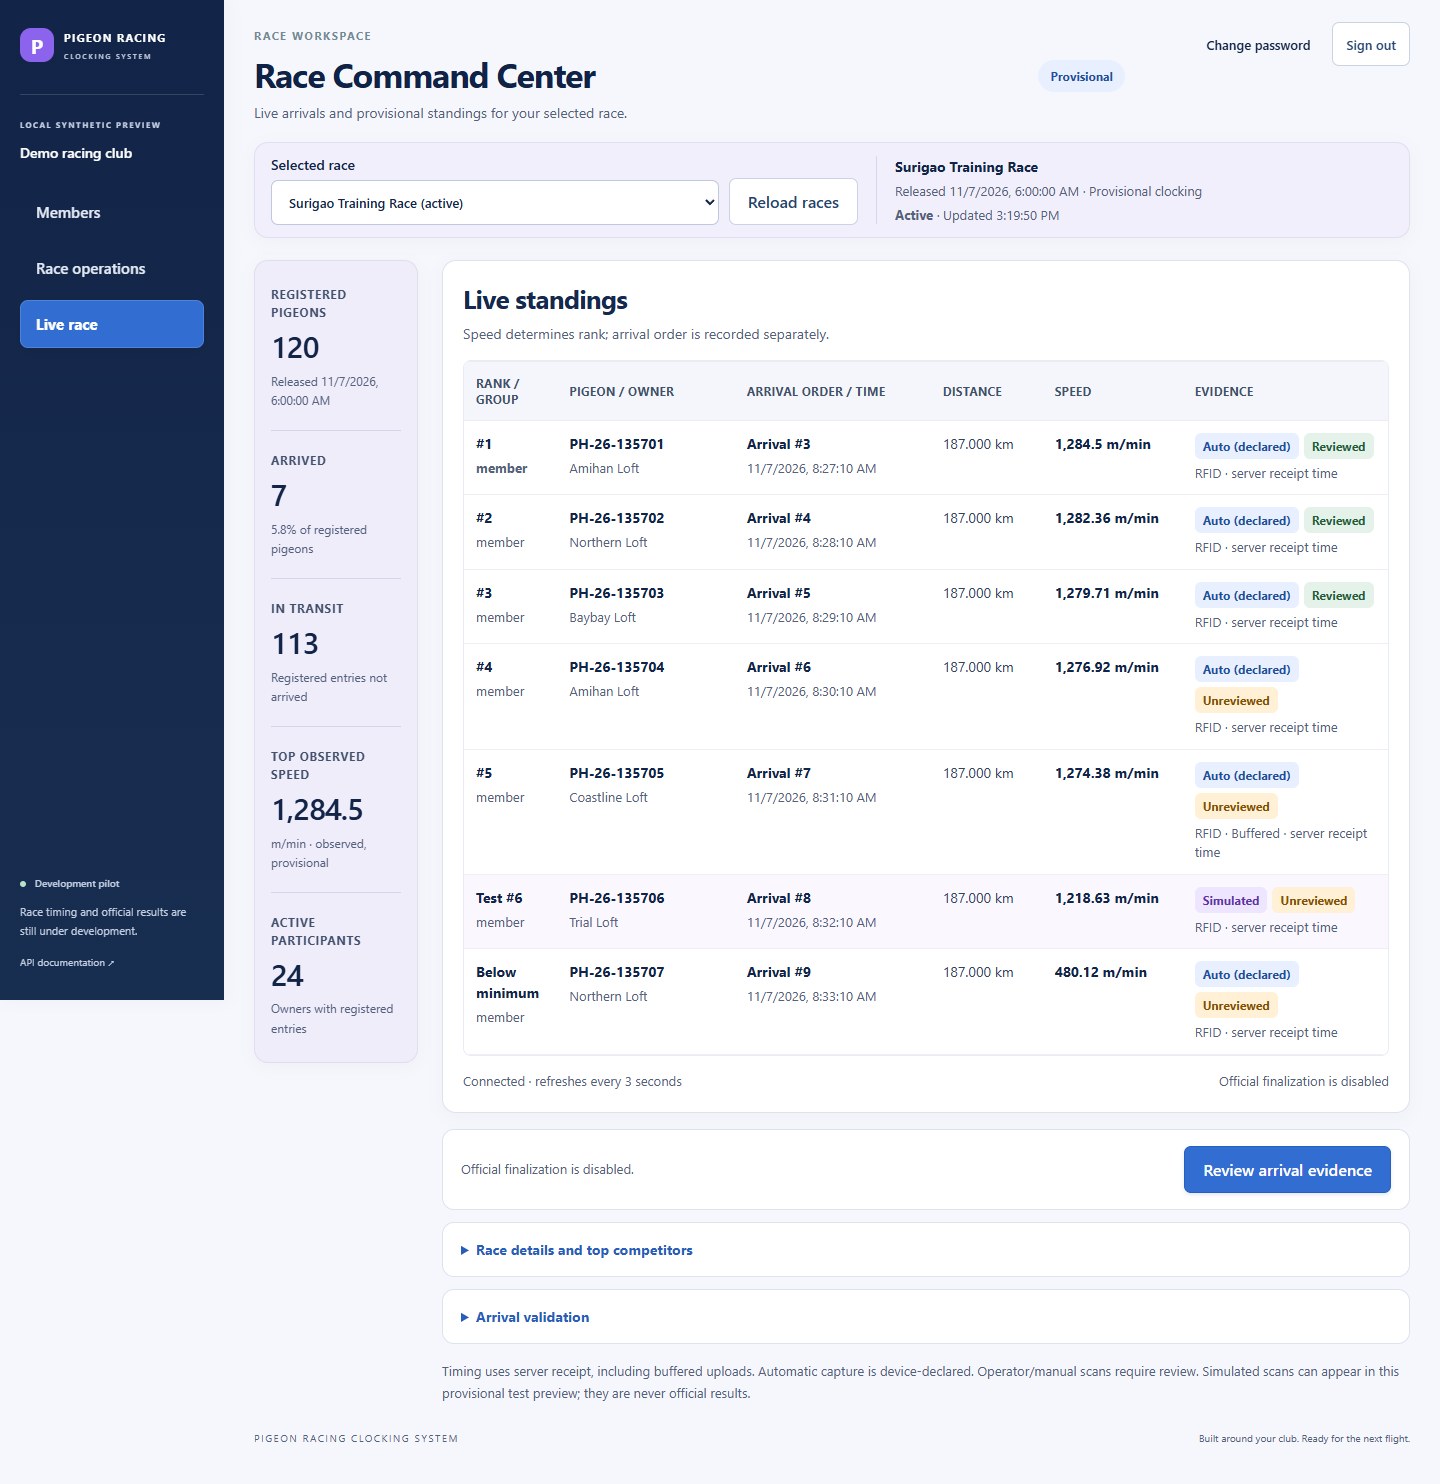 P
PIGEON RACING
CLOCKING SYSTEM
LOCAL SYNTHETIC PREVIEW
Demo racing club
Members
Race operations
Live race
Development pilot
Race timing and official results are
still under development.
API documentation ↗
RACE WORKSPACE
Race Command Center
Live arrivals and provisional standings for your selected race.
Provisional
Change password
Sign out
Selected race
Surigao Training Race (active)
Reload races
Surigao Training Race
Released 11/7/2026, 6:00:00 AM · Provisional clocking
Active · Updated 3:19:50 PM
REGISTERED
PIGEONS
120
Released 11/7/2026,
6:00:00 AM
ARRIVED
7
5.8% of registered
pigeons
IN TRANSIT
113
Registered entries not
arrived
TOP OBSERVED
SPEED
1,284.5
m/min · observed,
provisional
ACTIVE
PARTICIPANTS
24
Owners with registered
entries
Live standings
Speed determines rank; arrival order is recorded separately.
RANK /
GROUP
PIGEON / OWNER
ARRIVAL ORDER / TIME
DISTANCE
SPEED
EVIDENCE
#1
member
PH-26-135701
Amihan Loft
Arrival #3
11/7/2026, 8:27:10 AM
187.000 km
1,284.5 m/min
Auto (declared) Reviewed
RFID · server receipt time
#2
member
PH-26-135702
Northern Loft
Arrival #4
11/7/2026, 8:28:10 AM
187.000 km
1,282.36 m/min
Auto (declared) Reviewed
RFID · server receipt time
#3
member
PH-26-135703
Baybay Loft
Arrival #5
11/7/2026, 8:29:10 AM
187.000 km
1,279.71 m/min
Auto (declared) Reviewed
RFID · server receipt time
#4
member
PH-26-135704
Amihan Loft
Arrival #6
11/7/2026, 8:30:10 AM
187.000 km
1,276.92 m/min
Auto (declared)
Unreviewed
RFID · server receipt time
#5
member
PH-26-135705
Coastline Loft
Arrival #7
11/7/2026, 8:31:10 AM
187.000 km
1,274.38 m/min
Auto (declared)
Unreviewed
RFID · Buffered · server receipt
time
Test #6
member
PH-26-135706
Trial Loft
Arrival #8
11/7/2026, 8:32:10 AM
187.000 km
1,218.63 m/min
Simulated Unreviewed
RFID · server receipt time
Below
minimum
member
PH-26-135707
Northern Loft
Arrival #9
11/7/2026, 8:33:10 AM
187.000 km
480.12 m/min
Auto (declared)
Unreviewed
RFID · server receipt time
Connected · refreshes every 3 seconds
Official finalization is disabled
Official finalization is disabled.
Review arrival evidence
Race details and top competitors
Arrival validation
Timing uses server receipt, including buffered uploads. Automatic capture is device-declared. Operator/manual scans require review. Simulated scans can appear in this
provisional test preview; they are never official results.
PIGEON RACING CLOCKING SYSTEM
Built around your club. Ready for the next flight.